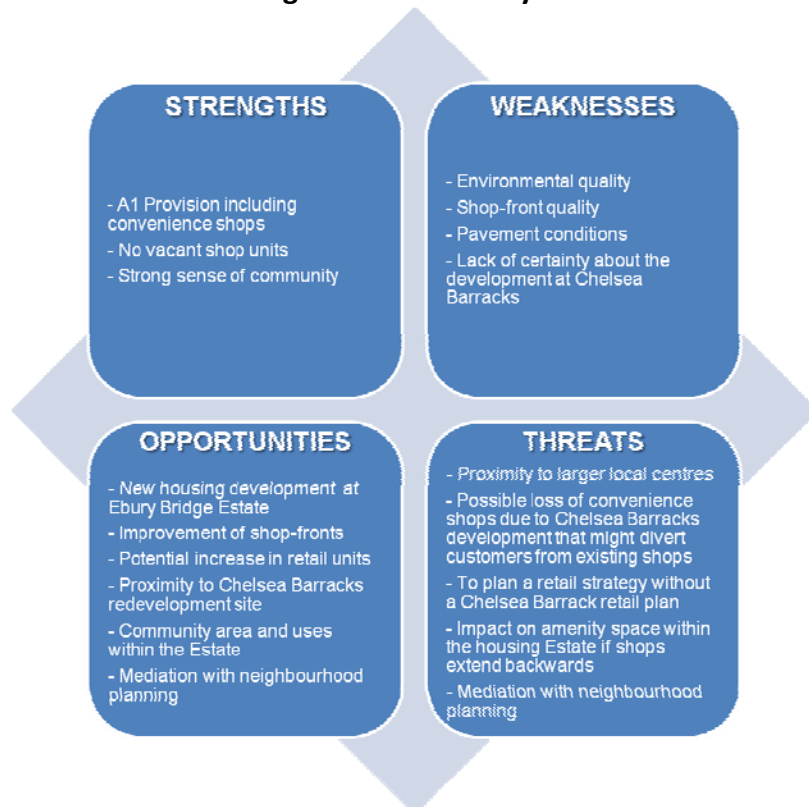 STRENGTHS
- A1 Provision including
convenience shops
- No vacant shop units
- Strong sense of community
WEAKNESSES
- Environmental quality
- Shop-front quality
- Pavement conditions
- Lack of certainty about the
development at Chelsea
Barracks
OPPORTUNITIES
- New housing development at
Ebury Bridge Estate
- Improvement of shop-fronts
- Potential increase in retail units
- Proximity to Chelsea Barracks
redevelopment site
- Community area and uses
within the Estate
- Mediation with neighbourhood
planning
THREATS
- Proximity to larger local centres
- Possible loss of convenience
shops due to Chelsea Barracks
development that might divert
customers from existing shops
- To plan a retail strategy without
a Chelsea Barrack retail plan
- Impact on amenity space within
the housing Estate if shops
extend backwards
- Mediation with neighbourhood
planning